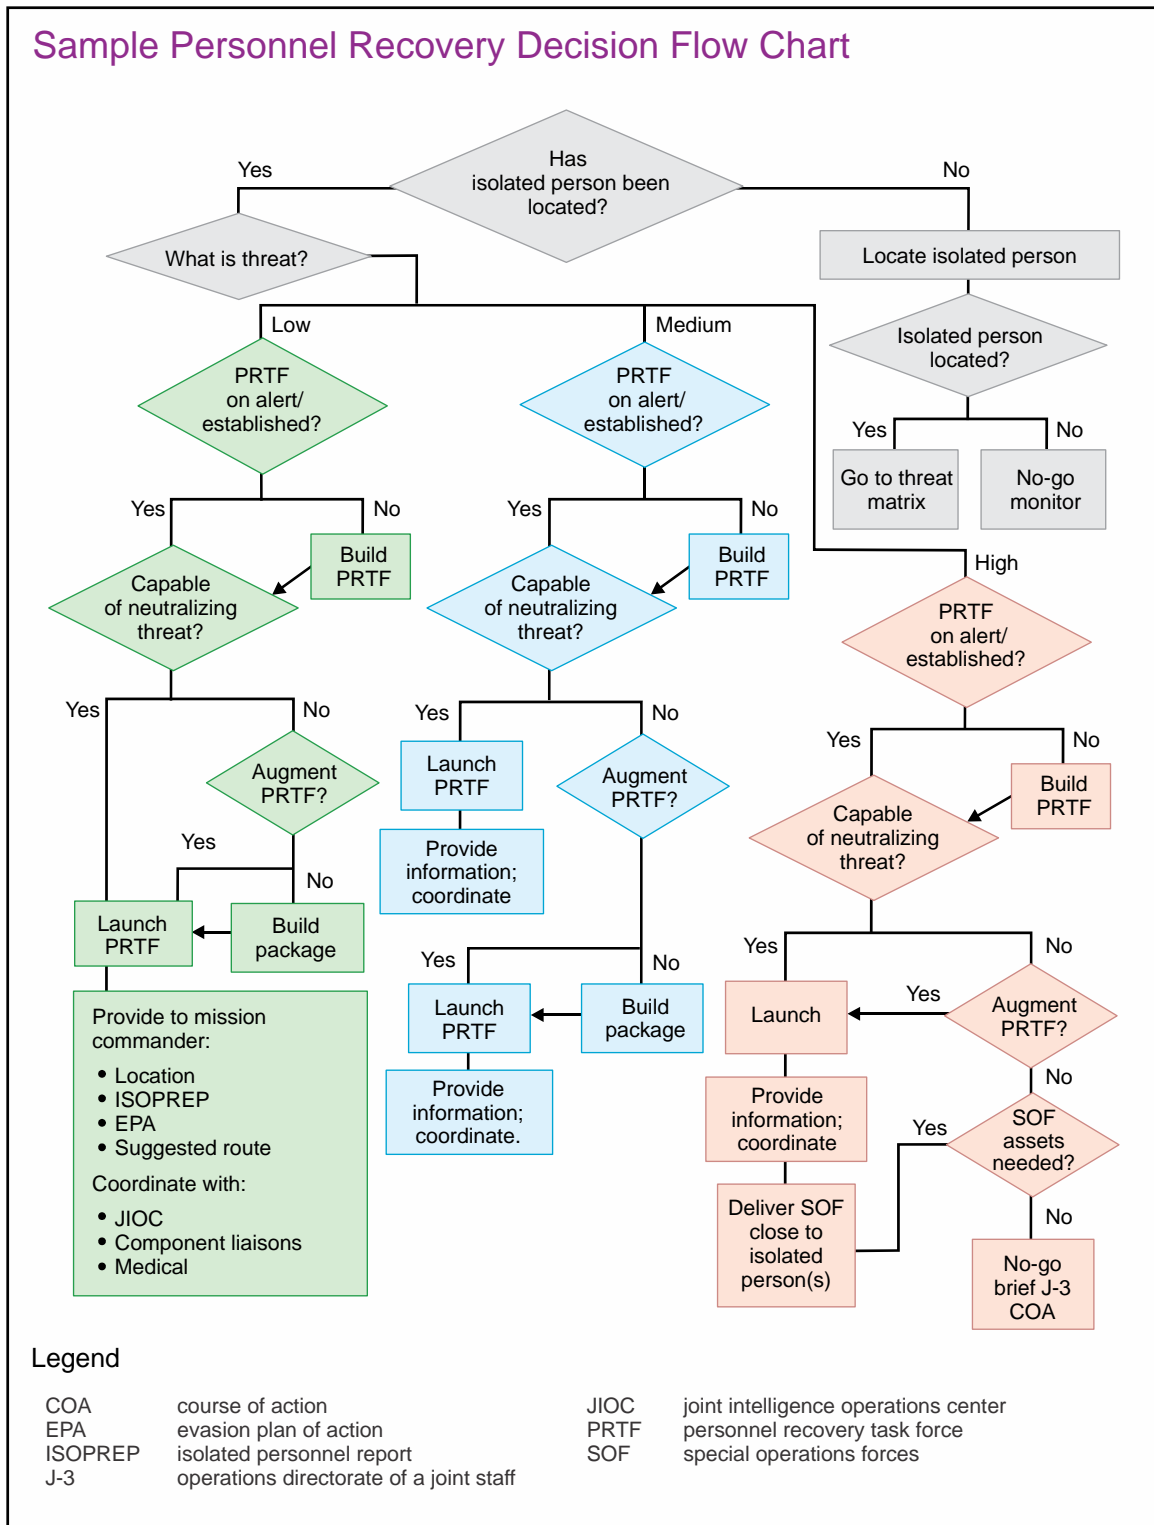 Sample Personnel Recovery Decision Flow Chart
Has
isolated person been
located?
Yes
No
What is threat?
Locate isolated person
Isolated person
located?
Yes
No
Go to threat
matrix
No-go
monitor
Low
Medium
High
PRTF
on alert/
established?
Yes
No
Build
PRTF
Capable
of neutralizing
threat?
Yes
No
Augment
PRTF?
Yes
No
Launch
PRTF
Build
package
Provide to mission
commander:
• Location
• ISOPREP
• EPA
• Suggested route
Coordinate with:
• JIOC
• Component liaisons
• Medical
PRTF
on alert/
established?
Yes
No
Build
PRTF
Capable
of neutralizing
threat?
Yes
No
Launch
PRTF
Provide
information;
coordinate
Augment
PRTF?
Yes
No
Launch
PRTF
Build
package
Provide
information;
coordinate.
PRTF
on alert/
established?
Yes
No
Build
PRTF
Capable
of neutralizing
threat?
Yes
No
Launch
Yes
Augment
PRTF?
No
Provide
information;
coordinate
Yes
SOF
assets
needed?
No
Deliver SOF
close to
isolated
person(s)
No-go
brief J-3
COA
Legend
COA course of action
EPA evasion plan of action
ISOPREP isolated personnel report
J-3 operations directorate of a joint staff
JIOC joint intelligence operations center
PRTF personnel recovery task force
SOF special operations forces